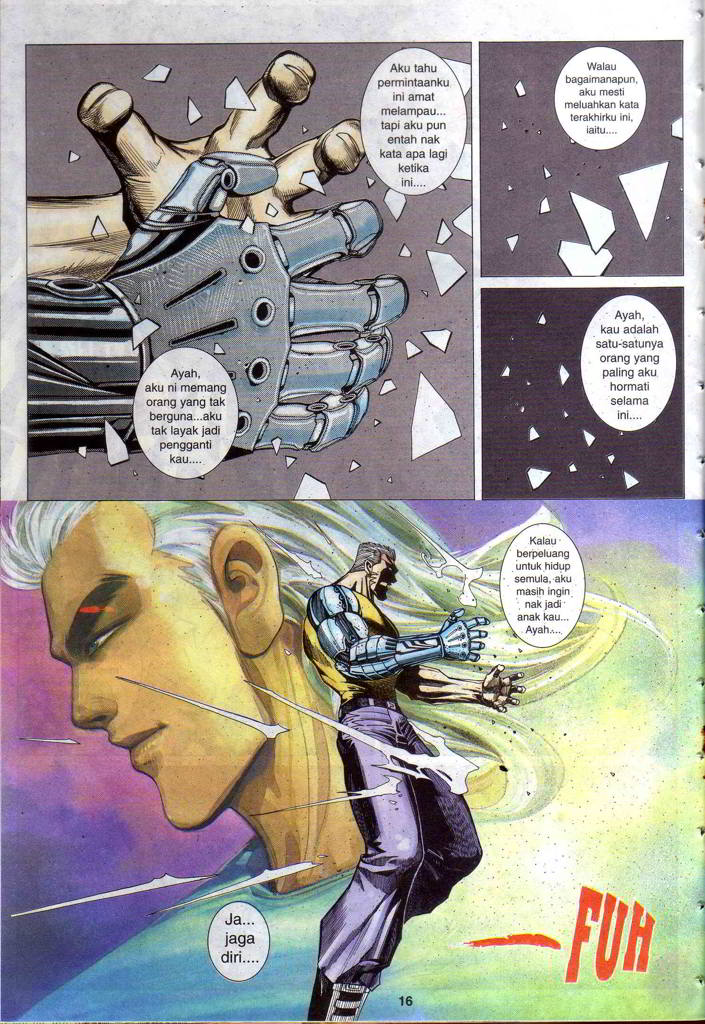 Aku tahu
permintaanku
ini amat
melampau...
tapi aku pun
entah nak
kata apa lagi
ketika
ini....
Ayah,
aku ni memang
orang yang tak
berguna...aku
tak layak jadi
pengganti
kau....
Walau
bagaimanapun,
aku mesti
meluahkan kata
terakhirku ini,
iaitu....
Ayah,
kau adalah
satu-satunya
orang yang
paling aku
hormati
selama
ini....
Kalau
berpeluang
untuk hidup
semula, aku
masih ingin
nak jadi
anak kau...
Ayah....
Ja...
jaga
diri....
FUH
16